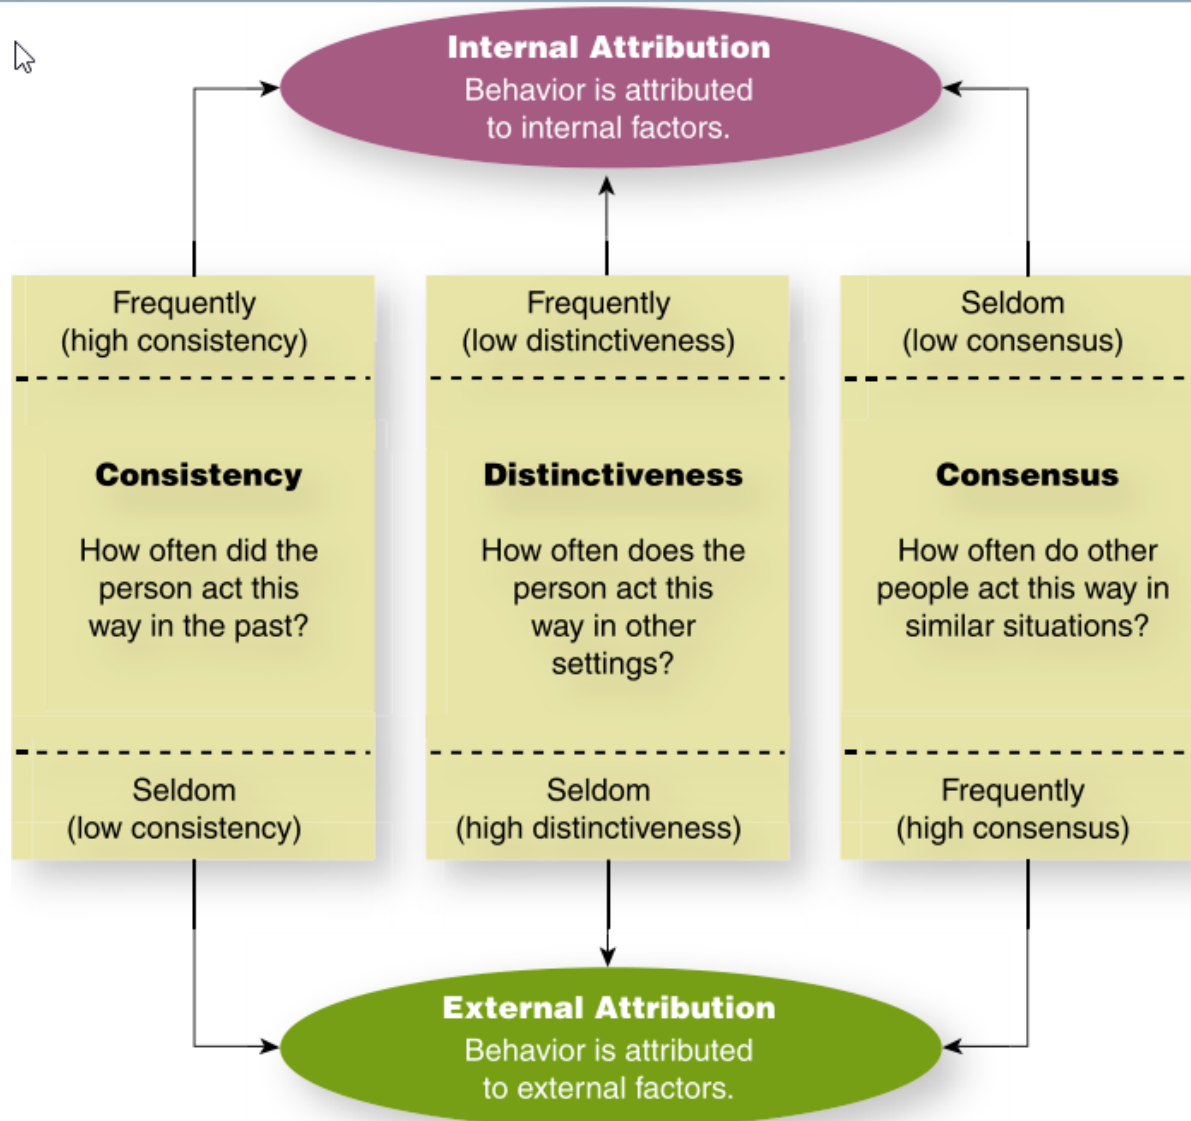 Internal Attribution
Behavior is attributed
to internal factors.
Frequently
(high consistency)
Consistency
How often did the
person act this
way in the past?
Seldom
(low consistency)
Frequently
(low distinctiveness)
Distinctiveness
How often does the
person act this
way in other
settings?
Seldom
(high distinctiveness)
Seldom
(low consensus)
Consensus
How often do other
people act this way in
similar situations?
Frequently
(high consensus)
External Attribution
Behavior is attributed
to external factors.